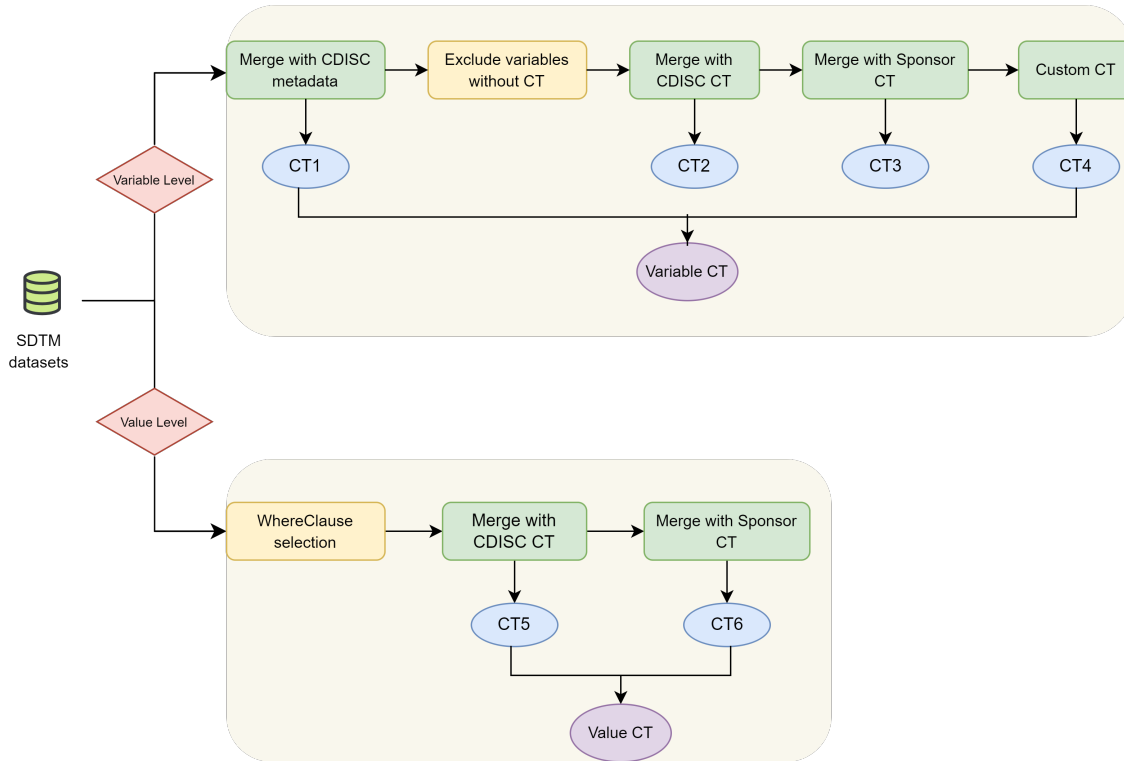 Merge with CDISC
metadata
Exclude variables
without CT
Merge with
CDISC CT
Merge with Sponsor
CT
Custom CT
CT1
CT2
CT3
CT4
Variable Level
Variable CT
SDTM
datasets
Value Level
WhereClause
selection
Merge with
CDISC CT
Merge with Sponsor
CT
CT5
CT6
Value CT